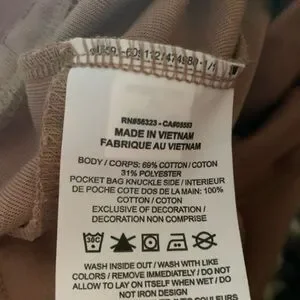 RN#56323 - CA#05553
MADE IN VIETNAM
FABRIQUE AU VIETNAM
BODY / CORPS: 69% COTTON / COTON
31% POLYESTER
POCKET BAG KNUCKLE SIDE / INTERIEUR
DE POCHE COTE DOS DE LA MAIN: 100%
COTTON / COTON
EXCLUSIVE OF DECORATION /
DECORATION NON COMPRISE
WASH INSIDE OUT / WASH WITH LIKE
COLORS / REMOVE IMMEDIATELY / DO NOT
ALLOW TO LAY ON ITSELF WHEN WET / DO
NOT IRON DESIGN